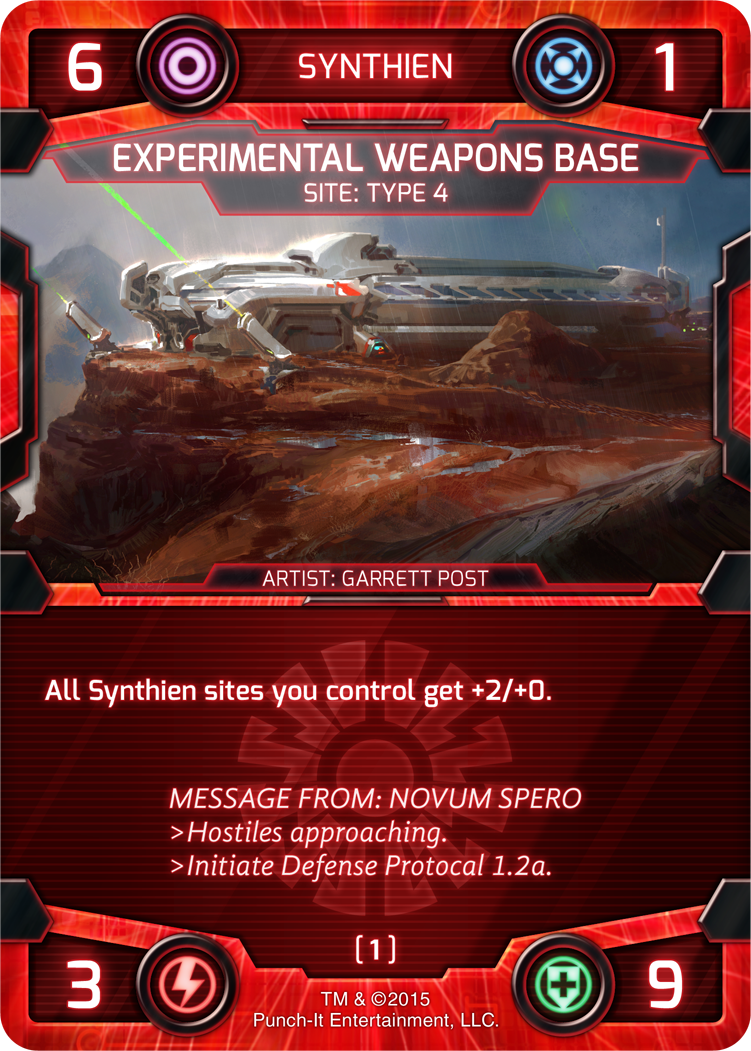 6 SYNTHIEN 1
EXPERIMENTAL WEAPONS BASE
SITE: TYPE 4
ARTIST: GARRETT POST
All Synthien sites you control get +2/+0.
MESSAGE FROM: NOVUM SPERO
>Hostiles approaching.
>Initiate Defense Protocal 1.2a.
[1]
3 9
TM & ©2015
Punch-It Entertainment, LLC.